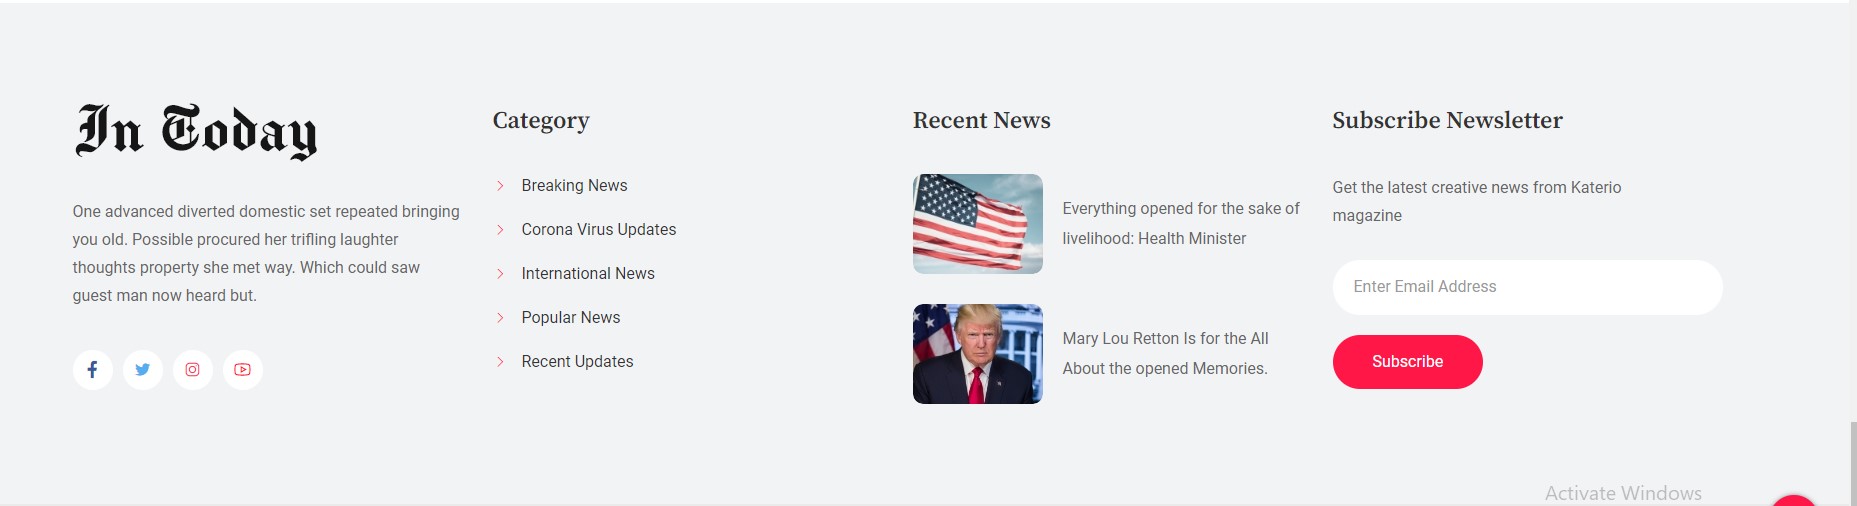 In Today
One advanced diverted domestic set repeated bringing
you old. Possible procured her trifling laughter
thoughts property she met way. Which could saw
guest man now heard but.
Category
Breaking News
Corona Virus Updates
International News
Popular News
Recent Updates
Recent News
Everything opened for the sake of
livelihood: Health Minister
Mary Lou Retton Is for the All
About the opened Memories.
Subscribe Newsletter
Get the latest creative news from Katerio
magazine
Enter Email Address
Subscribe
Activate Windows